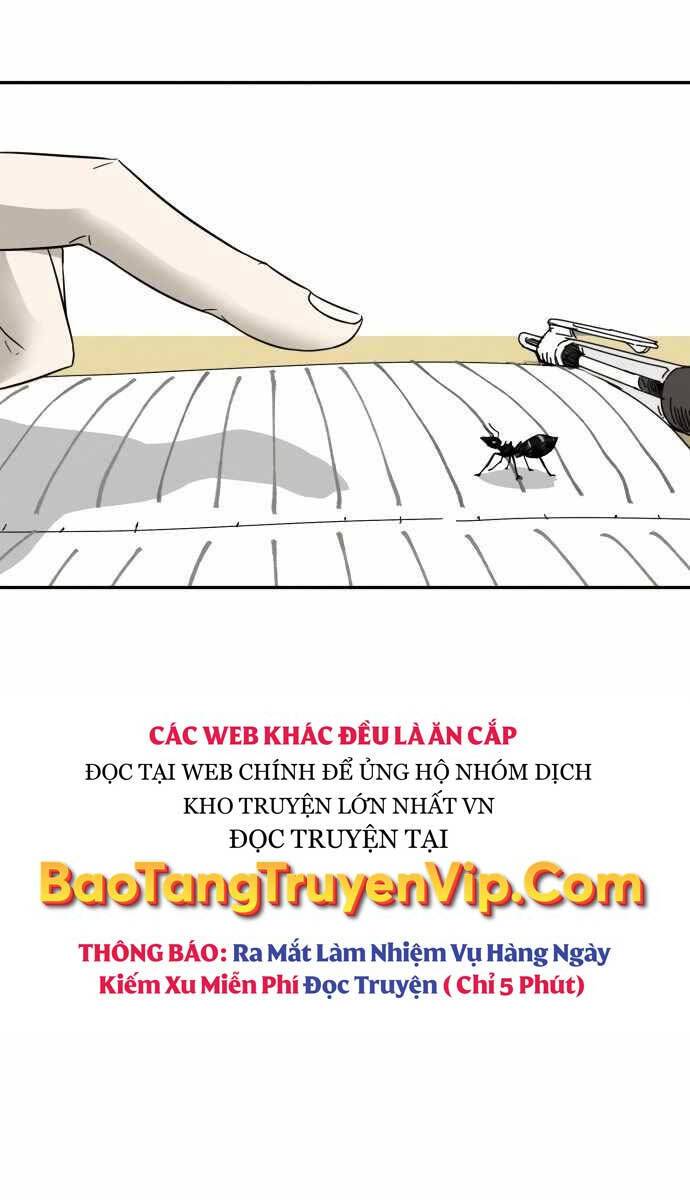 CÁC WEB KHÁC ĐỀU LÀ ĂN CẮP
ĐỌC TẠI WEB CHÍNH ĐỂ ỦNG HỘ NHÓM DỊCH
KHO TRUYỆN LỚN NHẤT VN
ĐỌC TRUYỆN TẠI
BaoTangTruyenVip.Com
THÔNG BÁO: Ra Mắt Làm Nhiệm Vụ Hàng Ngày
Kiếm Xu Miễn Phí Đọc Truyện ( Chỉ 5 Phút)